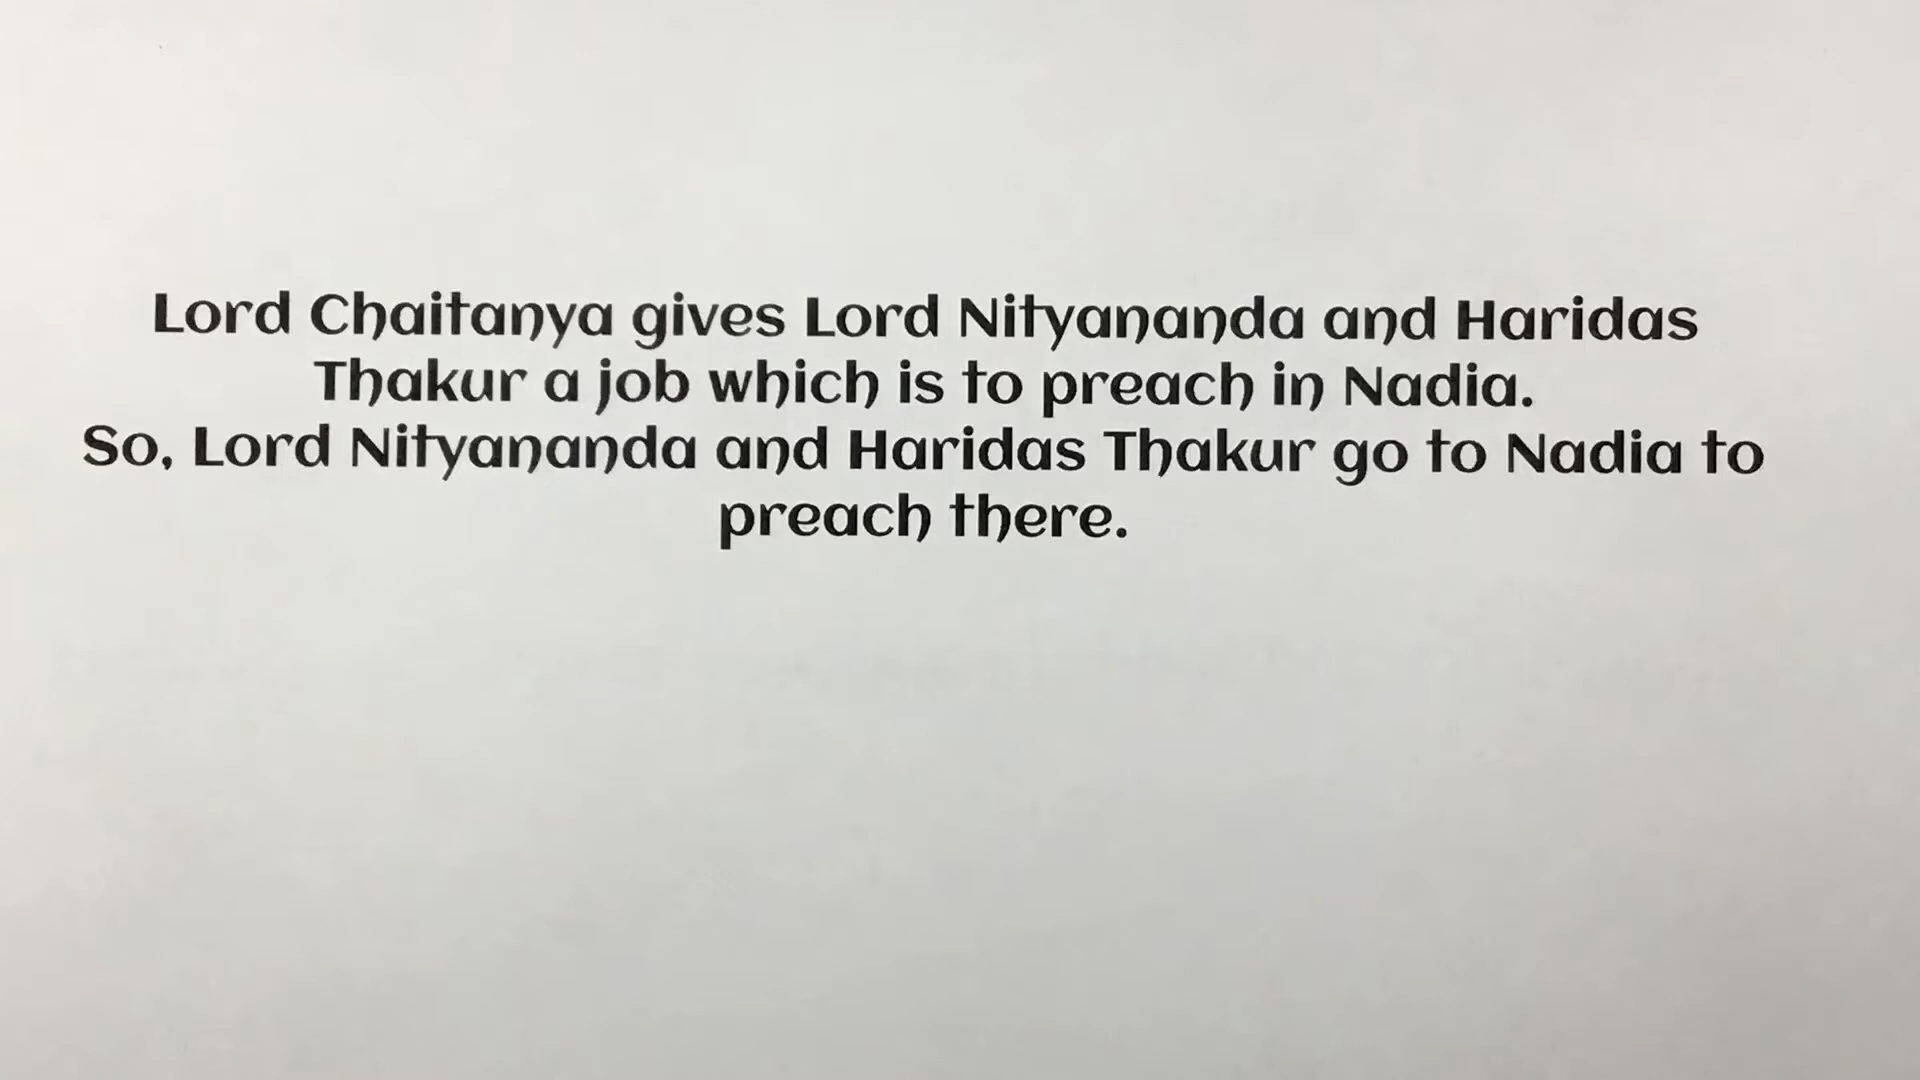 Lord Chaitanya gives Lord Nityananda and Haridas
Thakur a job which is to preach in Nadia.
So, Lord Nityananda and Haridas Thakur go to Nadia to
preach there.